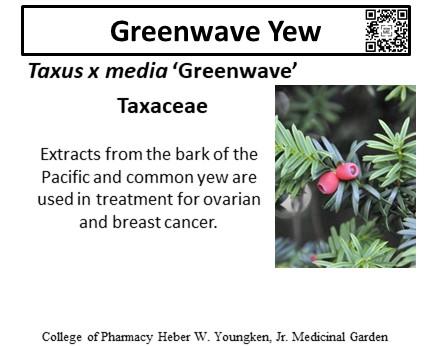 Greenwave Yew
Taxus x media ‘Greenwave’
Taxaceae
Extracts from the bark of the
Pacific and common yew are
used in treatment for ovarian
and breast cancer.
College of Pharmacy Heber W. Youngken, Jr. Medicinal Garden